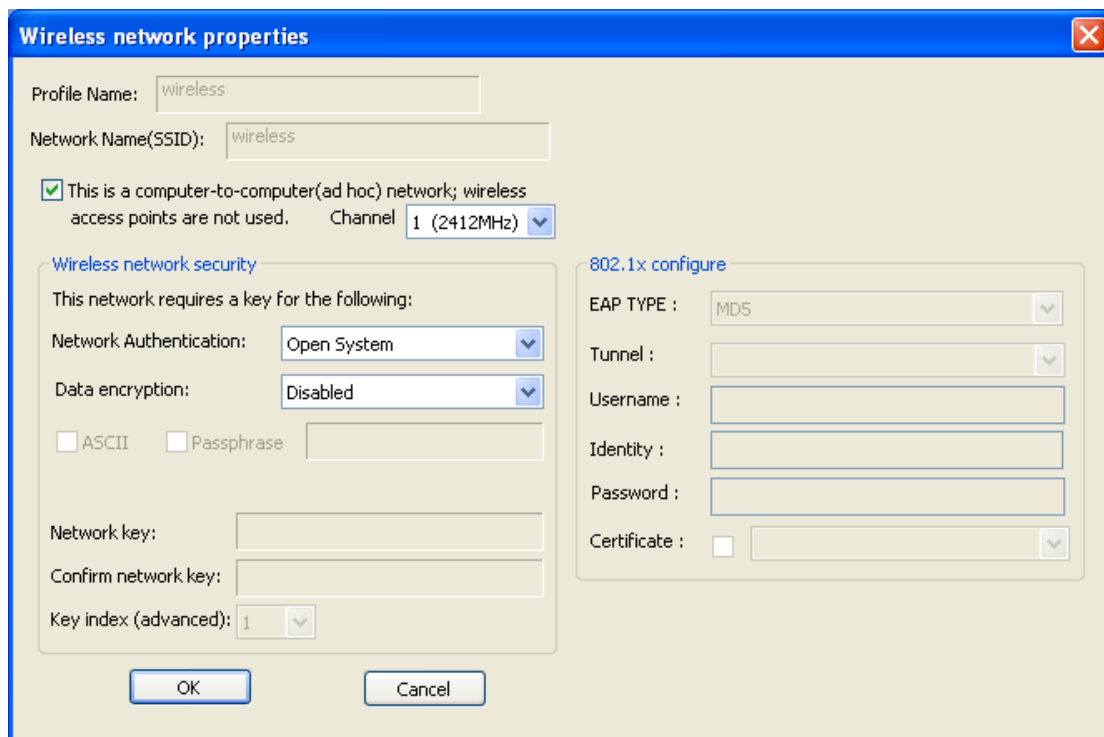 Wireless network properties
Profile Name: wireless
Network Name(SSID): wireless
This is a computer-to-computer(ad hoc) network; wireless
access points are not used. Channel 1 (2412MHz)
Wireless network security
This network requires a key for the following:
Network Authentication: Open System
Data encryption: Disabled
ASCII Passphrase
Network key:
Confirm network key:
Key index (advanced): 1
802.1x configure
EAP TYPE : MD5
Tunnel :
Username :
Identity :
Password :
Certificate :
OK Cancel